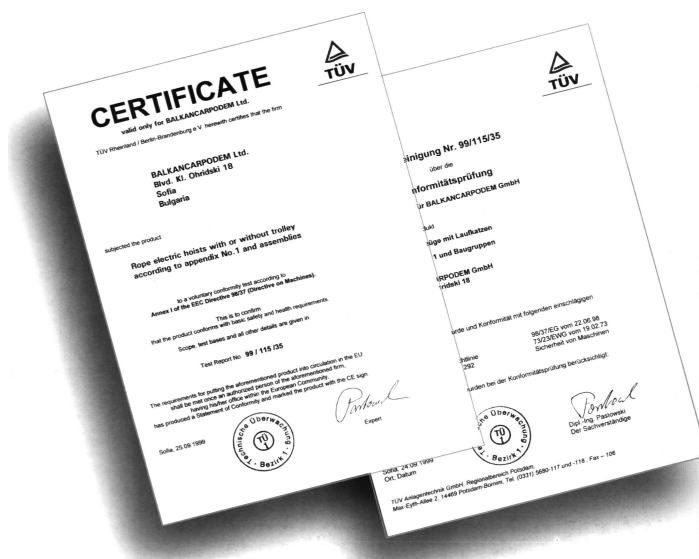 TÜV
CERTIFICATE
valid only for BALKANCARPODEM Ltd.
TÜV Rheinland / Berlin-Brandenburg e.V. herewith certifies that the firm
BALKANCARPODEM Ltd.
Blvd. Kl. Ohridski 18
Sofia
Bulgaria
subjected the product
Rope electric hoists with or without trolley
according to appendix No.1 and assemblies
to a voluntary conformity test according to
Annex I of the EEC Directive 98/37 (Directive on Machines).
This is to confirm
that the product conforms with basic safety and health requirements.
Scope, test bases and all other details are given in
Test Report No. 99 / 115 /35
The requirements for putting the aforementioned product into circulation in the EU
shall be met once an authorized person of the aforementioned firm,
having his/her office within the European Community,
has produced a Statement of Conformity and marked the product with the CE sign.
Expert
Sofia, 25.09.1999
Technische Überwachung
TÜ
1
Bezirk 1
TÜV
einigung Nr. 99/115/35
über die
nformitätsprüfung
ür BALKANCARPODEM GmbH
dukt
züge mit Laufkatzen
1 und Baugruppen
RPODEM GmbH
hridski 18
urde und Konformität mit folgenden einschlägigen
98/37/EG vom 22.06.98
73/23/EWG vom 19.02.73
chtlinie
292
Sicherheit von Maschinen
urden bei der Konformitätsprüfung berücksichtigt:
Dipl.-Ing. Paslowski
Der Sachverständige
Technische Überwachung
TÜ
1
Bezirk 1
Sofia, 24.09.1999
Ort, Datum
TÜV Anlagentechnik GmbH, Regionalbereich Potsdam,
Max-Eyth-Allee 2, 14469 Potsdam-Bornim, Tel. (0331) 5680-117 und -118 , Fax – 106